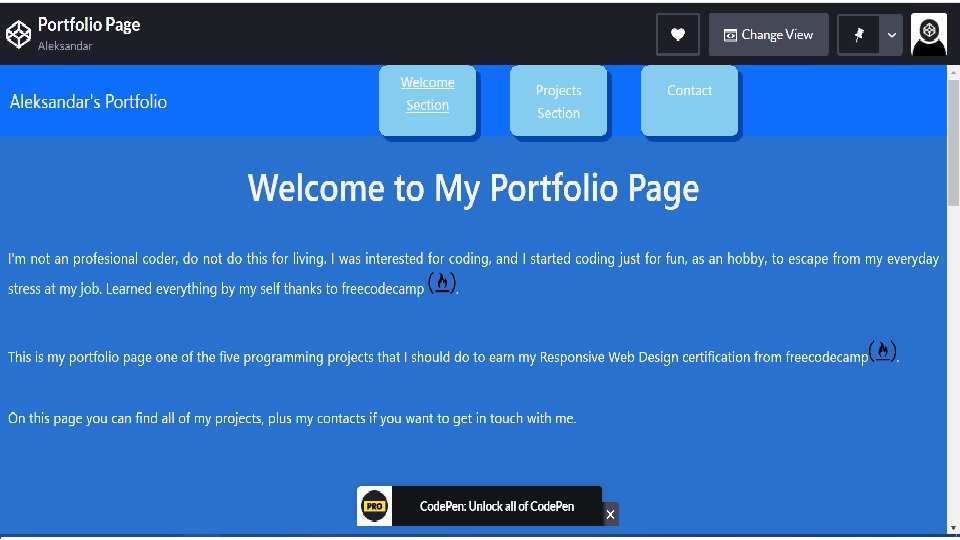 Portfolio Page
Aleksandar
Change View
Aleksandar's Portfolio
Welcome
Section
Projects
Section
Contact
Welcome to My Portfolio Page
I'm not an profesional coder, do not do this for living. I was interested for coding, and I started coding just for fun, as an hobby, to escape from my everyday
stress at my job. Learned everything by my self thanks to freecodecamp .
This is my portfolio page one of the five programming projects that I should do to earn my Responsive Web Design certification from freecodecamp .
On this page you can find all of my projects, plus my contacts if you want to get in touch with me.
PRO
CodePen: Unlock all of CodePen
X